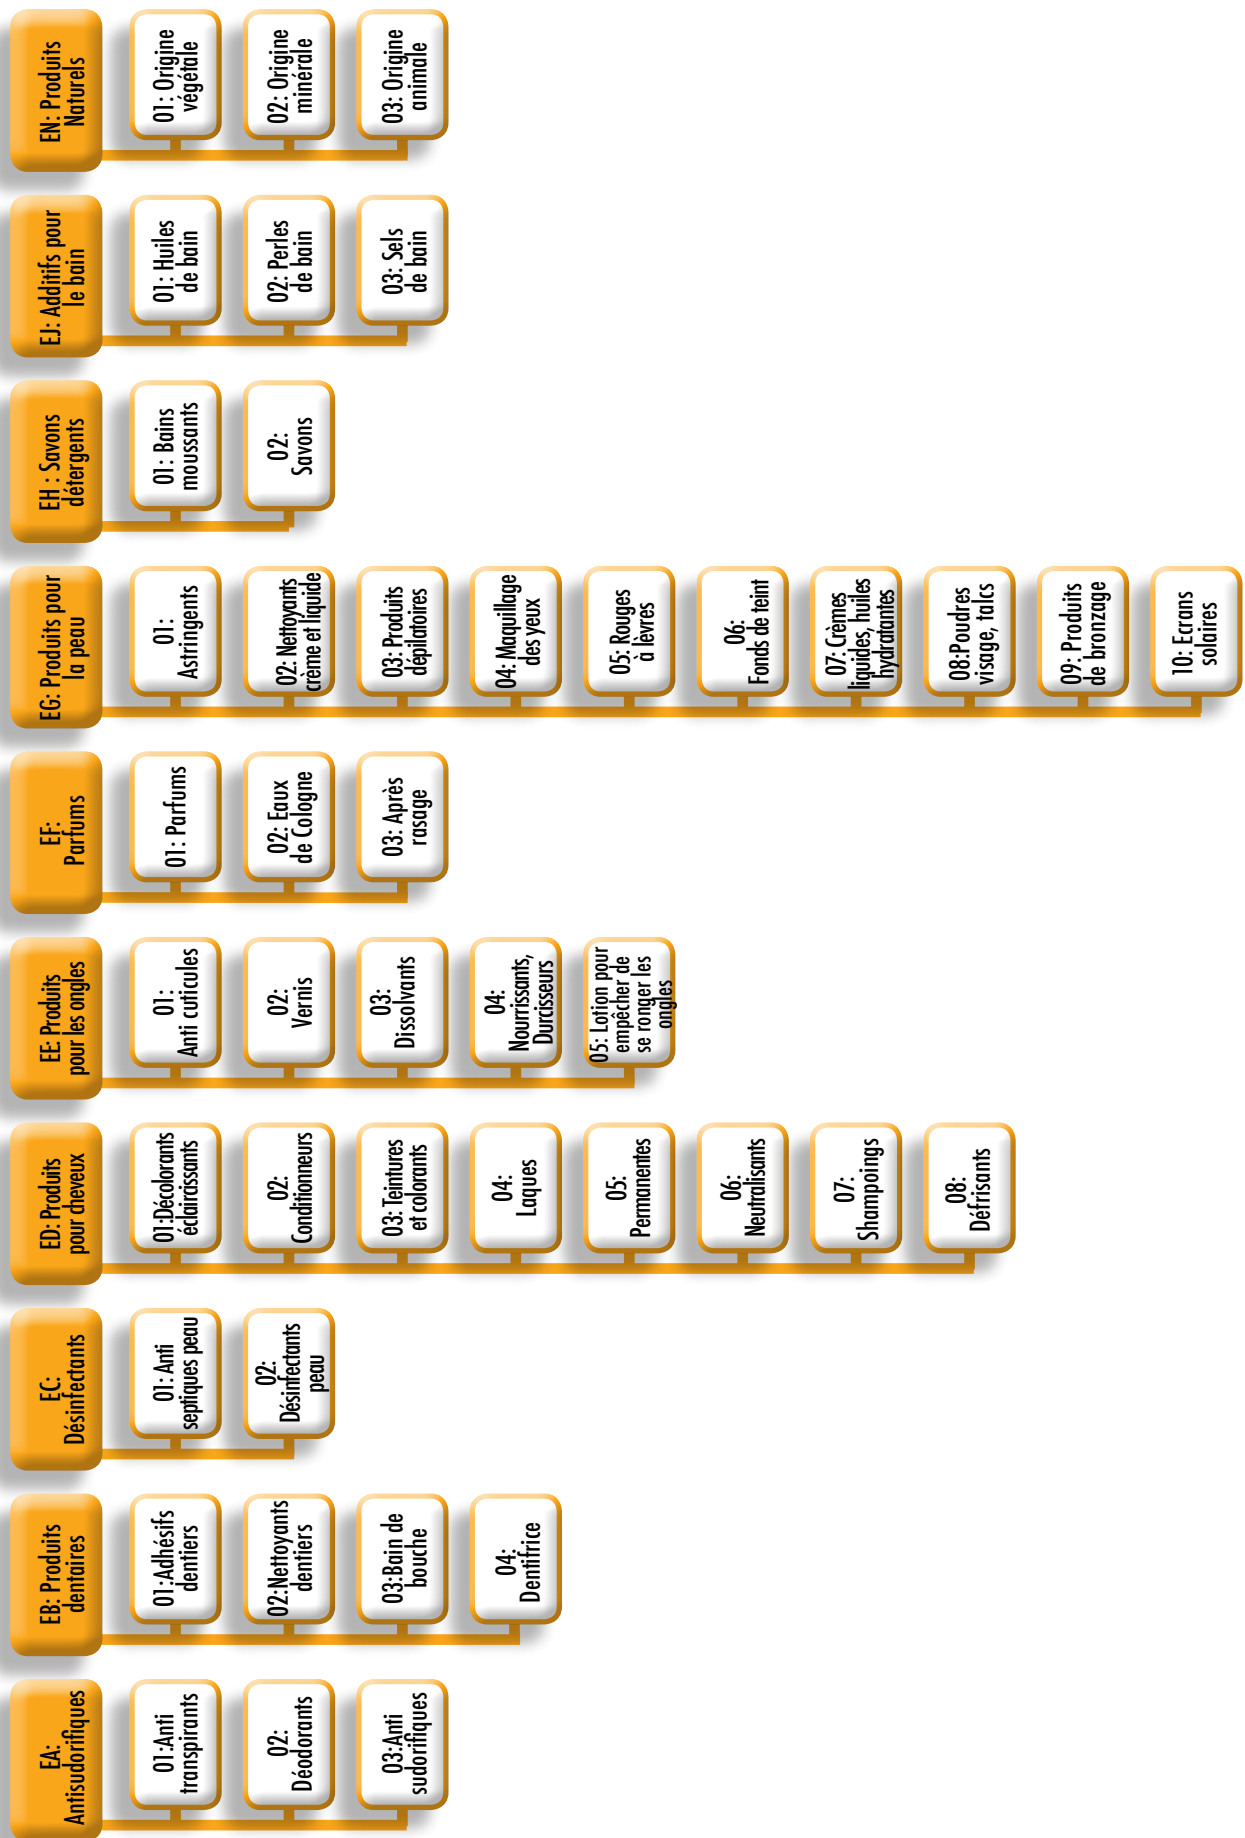 EA:
Antisudorifiques
01:Anti
transpirants
02:
Déodorants
03:Anti
sudorifiques
EB: Produits
dentaires
01:Adhésifs
dentiers
02:Nettoyants
dentiers
03:Bain de
bouche
04:
Dentifrice
EC:
Désinfectants
01: Anti
septiques peau
02:
Désinfectants
peau
ED: Produits
pour cheveux
01:Décolorants
éclaircissants
02:
Conditionneurs
03: Teintures
et colorants
04:
Laques
05:
Permanentes
06:
Neutralisants
07:
Shampoings
08:
Défrisants
EE: Produits
pour les ongles
01:
Anti cuticules
02:
Vernis
03:
Dissolvants
04:
Nourrissants,
Durcisseurs
05: Lotion pour
empêcher de
se ronger les
ongles
EF:
Parfums
01: Parfums
02: Eaux
de Cologne
03: Après
rasage
EG: Produits pour
la peau
01:
Astringents
02: Nettoyants
crème et liquide
03: Produits
dépilatoires
04: Maquillage
des yeux
05: Rouges
à lèvres
06:
Fonds de teint
07: Crèmes
liquides, huiles
hydratantes
08:Poudres
visage, talcs
09: Produits
de bronzage
10: Ecrans
solaires
EH : Savons
détergents
01: Bains
moussants
02:
Savons
EJ: Additifs pour
le bain
01: Huiles
de bain
02: Perles
de bain
03: Sels
de bain
EN: Produits
Naturels
01: Origine
végétale
02: Origine
minérale
03: Origine
animale